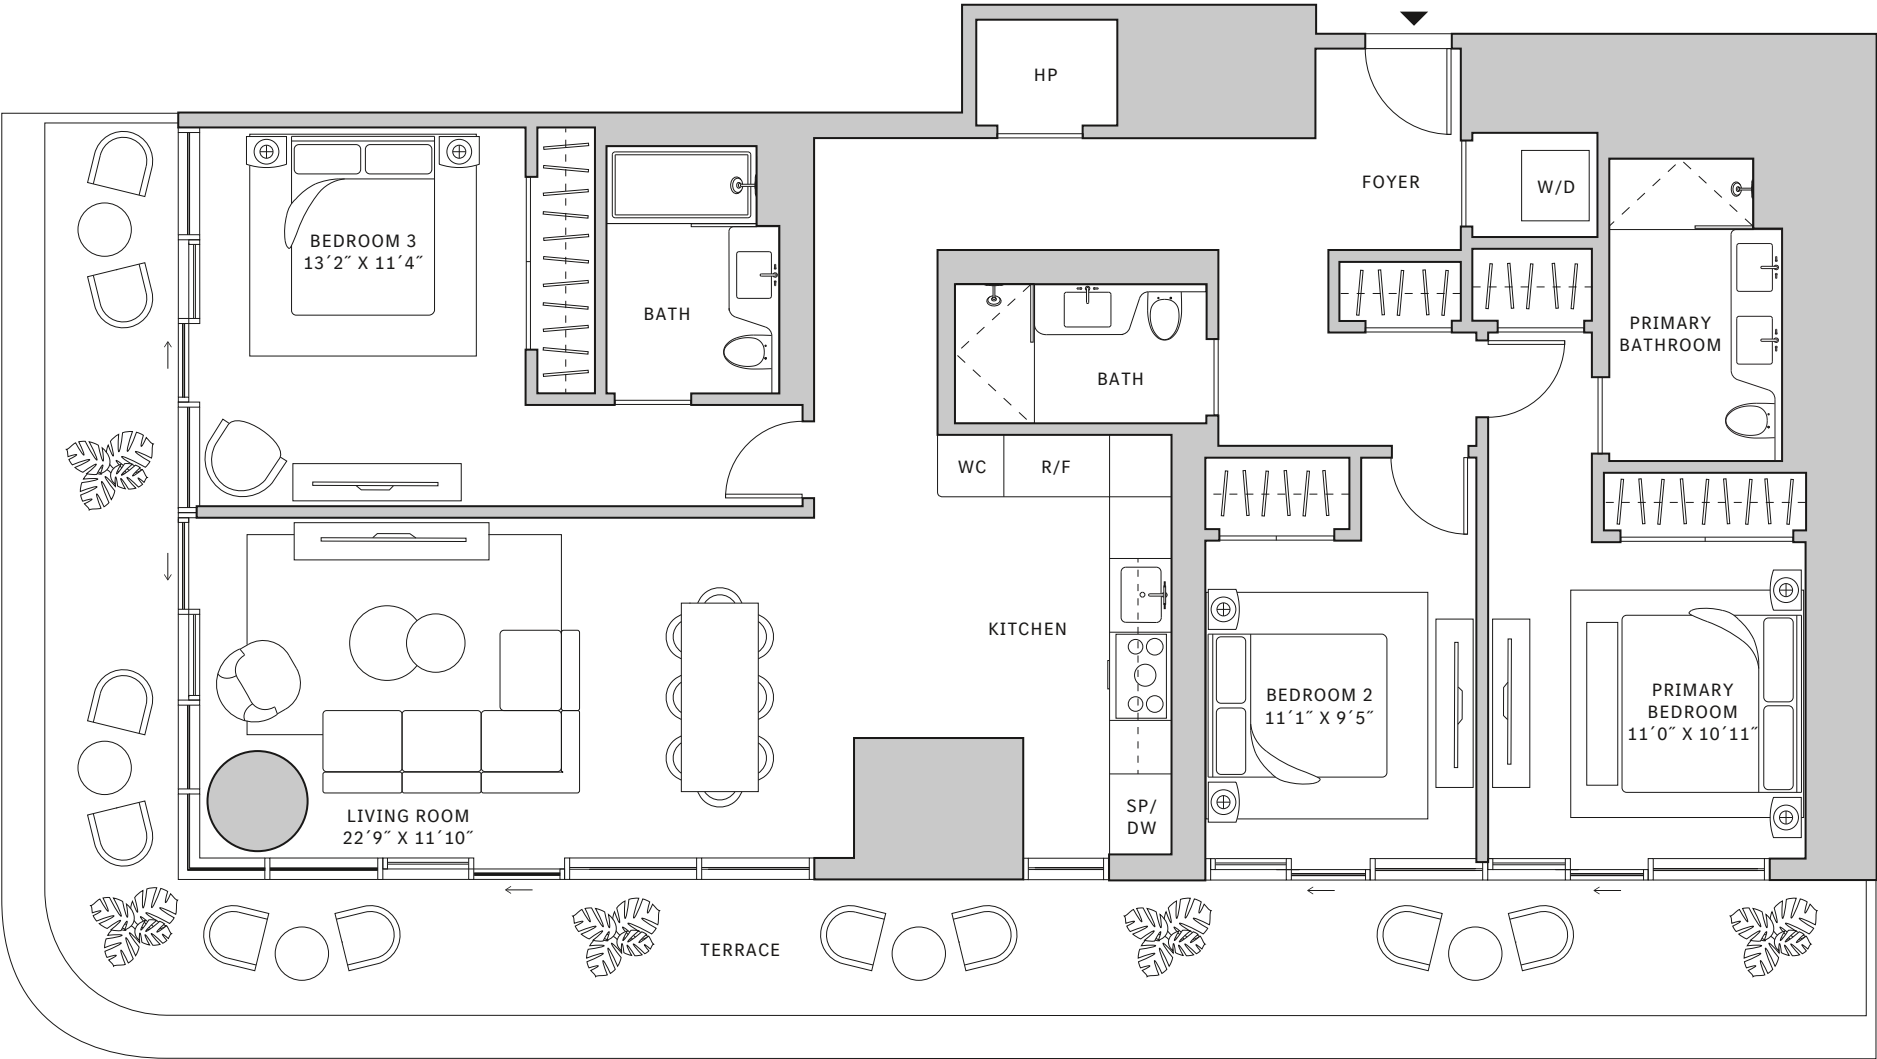 HP
FOYER
W/D
BEDROOM 3
13´2˝ X 11´4˝
BATH
PRIMARY
BATHROOM
BATH
WC
R/F
KITCHEN
BEDROOM 2
11´1˝ X 9´5˝
PRIMARY
BEDROOM
11´0˝ X 10´11˝
LIVING ROOM
22´9˝ X 11´10˝
SP/
DW
TERRACE